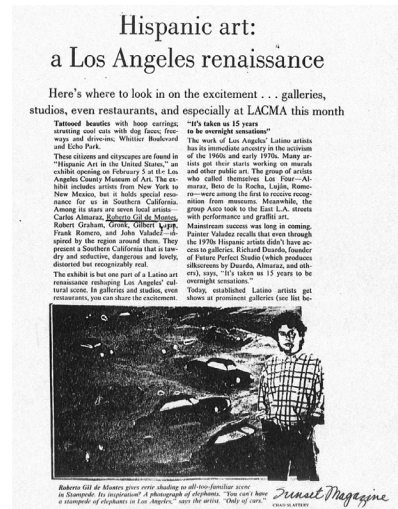 Hispanic art:
a Los Angeles renaissance
Here's where to look in on the excitement . . . galleries,
studios, even restaurants, and especially at LACMA this month
Tattooed beauties with hoop earrings;
strutting cool cats with dog faces; free-
ways and drive-ins; Whittier Boulevard
and Echo Park.
These citizens and cityscapes are found in
"Hispanic Art in the United States," an
exhibit opening on February 5 at the Los
Angeles County Museum of Art. The ex-
hibit includes artists from New York to
New Mexico, but it holds special reso-
nance for us in Southern California.
Among its stars are seven local artists—
Carlos Almaraz, Roberto Gil de Montes,
Robert Graham, Gronk, Gilbert Lujan,
Frank Romero, and John Valadez—in-
spired by the region around them. They
present a Southern California that is taw-
dry and seductive, dangerous and lovely,
distorted but recognizably real.
The exhibit is but one part of a Latino art
renaissance reshaping Los Angeles' cul-
tural scene. In galleries and studios, even
restaurants, you can share the excitement.
"It's taken us 15 years
to be overnight sensations"
The work of Los Angeles' Latino artists
has its immediate ancestry in the activism
of the 1960s and early 1970s. Many ar-
tists got their starts working on murals
and other public art. The group of artists
who called themselves Los Four—Al-
maraz, Beto de la Rocha, Luján, Rome-
ro—were among the first to receive recog-
nition from museums. Meanwhile, the
group Asco took to the East L.A. streets
with performance and graffiti art.
Mainstream success was long in coming.
Painter Valadez recalls that even through
the 1970s Hispanic artists didn't have ac-
cess to galleries. Richard Duardo, founder
of Future Perfect Studio (which produces
silkscreens by Duardo, Almaraz, and oth-
ers), says, "It's taken us 15 years to be
overnight sensations."
Today, established Latino artists get
shows at prominent galleries (see list be-
Roberto Gil de Montes gives eerie shading to all-too-familiar scene
in Stampede. Its inspiration? A photograph of elephants. "You can't have
a stampede of elephants in Los Angeles," says the artist. "Only of cars."
CHAD SLATTERY
Sunset Magazine